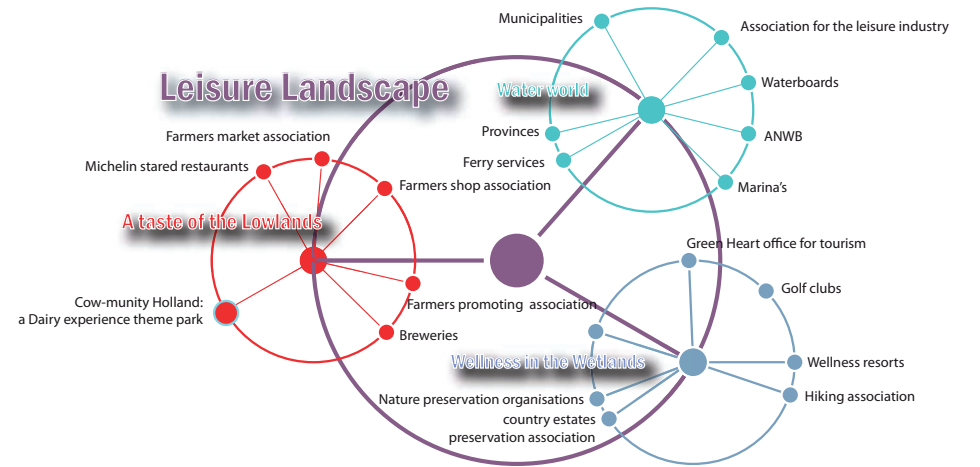 Municipalities
Association for the leisure industry
Leisure Landscape
Water world
Waterboards
Provinces
ANWB
Farmers market association
Ferry services
Michelin stared restaurants
Farmers shop association
Marina's
A taste of the Lowlands
Green Heart office for tourism
Golf clubs
Cow-munity Holland:
a Dairy experience theme park
Farmers promoting association
Breweries
Wellness in the Wetlands
Wellness resorts
Nature preservation organisations
Hiking association
country estates
preservation association